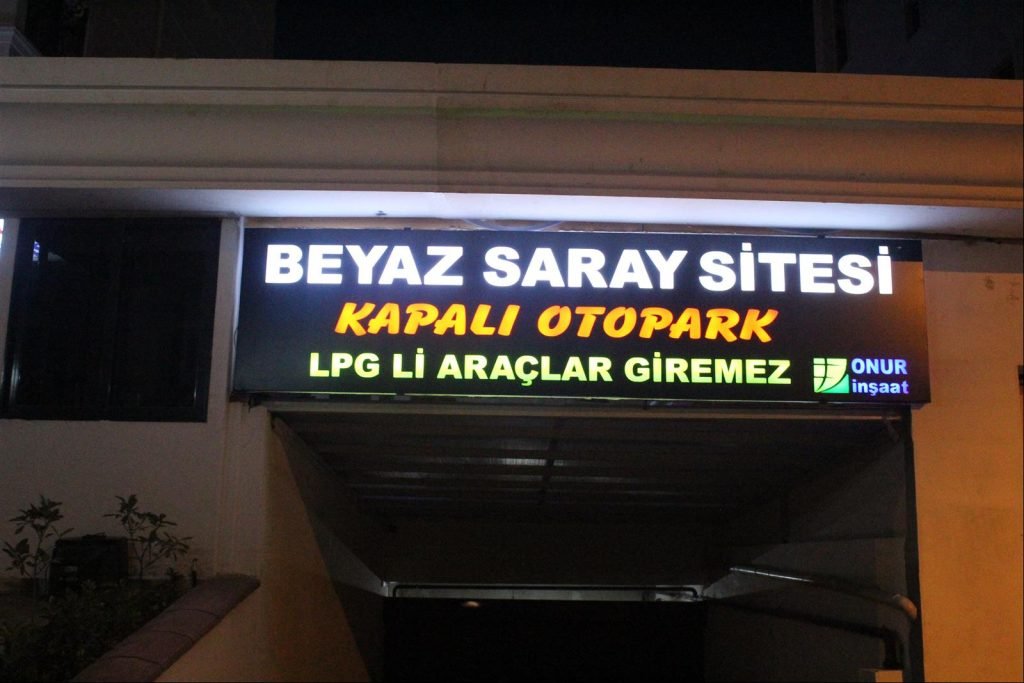 BEYAZ SARAY SİTESİ
KAPALI OTOPARK
LPG Lİ ARAÇLAR GİREMEZ
ONUR
inşaat